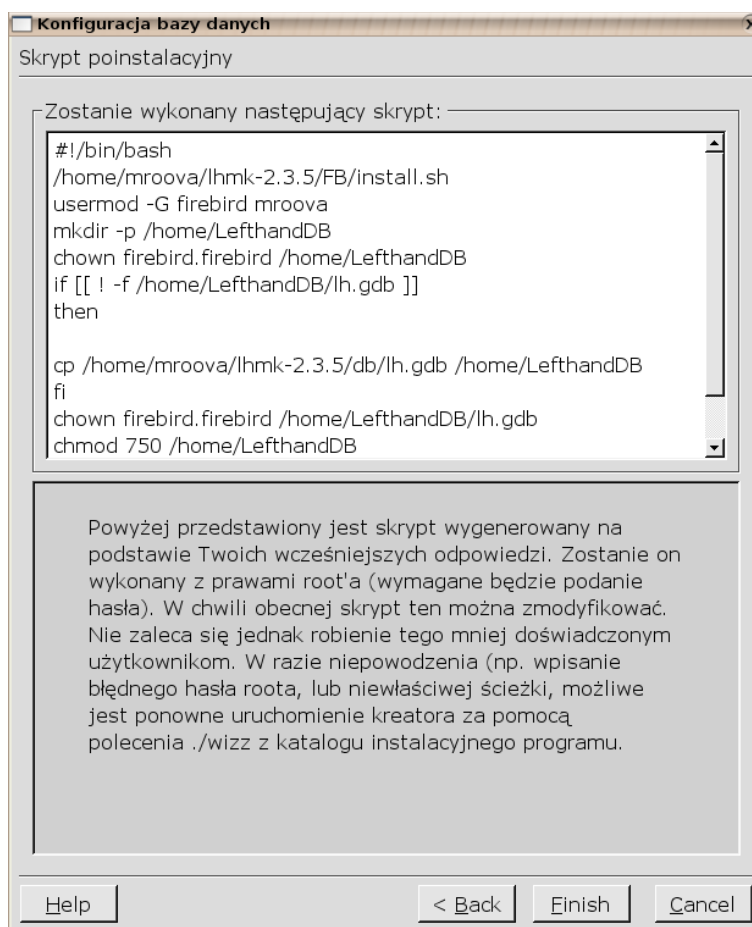 Konfiguracja bazy danych
Skrypt poinstalacyjny
Zostanie wykonany następujący skrypt:
#!/bin/bash
/home/mroova/lhmk-2.3.5/FB/install.sh
usermod -G firebird mroova
mkdir -p /home/LefthandDB
chown firebird.firebird /home/LefthandDB
if [[ ! -f /home/LefthandDB/lh.gdb ]]
then
cp /home/mroova/lhmk-2.3.5/db/lh.gdb /home/LefthandDB
fi
chown firebird.firebird /home/LefthandDB/lh.gdb
chmod 750 /home/LefthandDB
Powyżej przedstawiony jest skrypt wygenerowany na
podstawie Twoich wcześniejszych odpowiedzi. Zostanie on
wykonany z prawami root'a (wymagane będzie podanie
hasła). W chwili obecnej skrypt ten można zmodyfikować.
Nie zaleca się jednak robienie tego mniej doświadczonym
użytkownikom. W razie niepowodzenia (np. wpisanie
błędnego hasła roota, lub niewłaściwej ścieżki, możliwe
jest ponowne uruchomienie kreatora za pomocą
polecenia ./wizz z katalogu instalacyjnego programu.
Help
< Back
Finish
Cancel